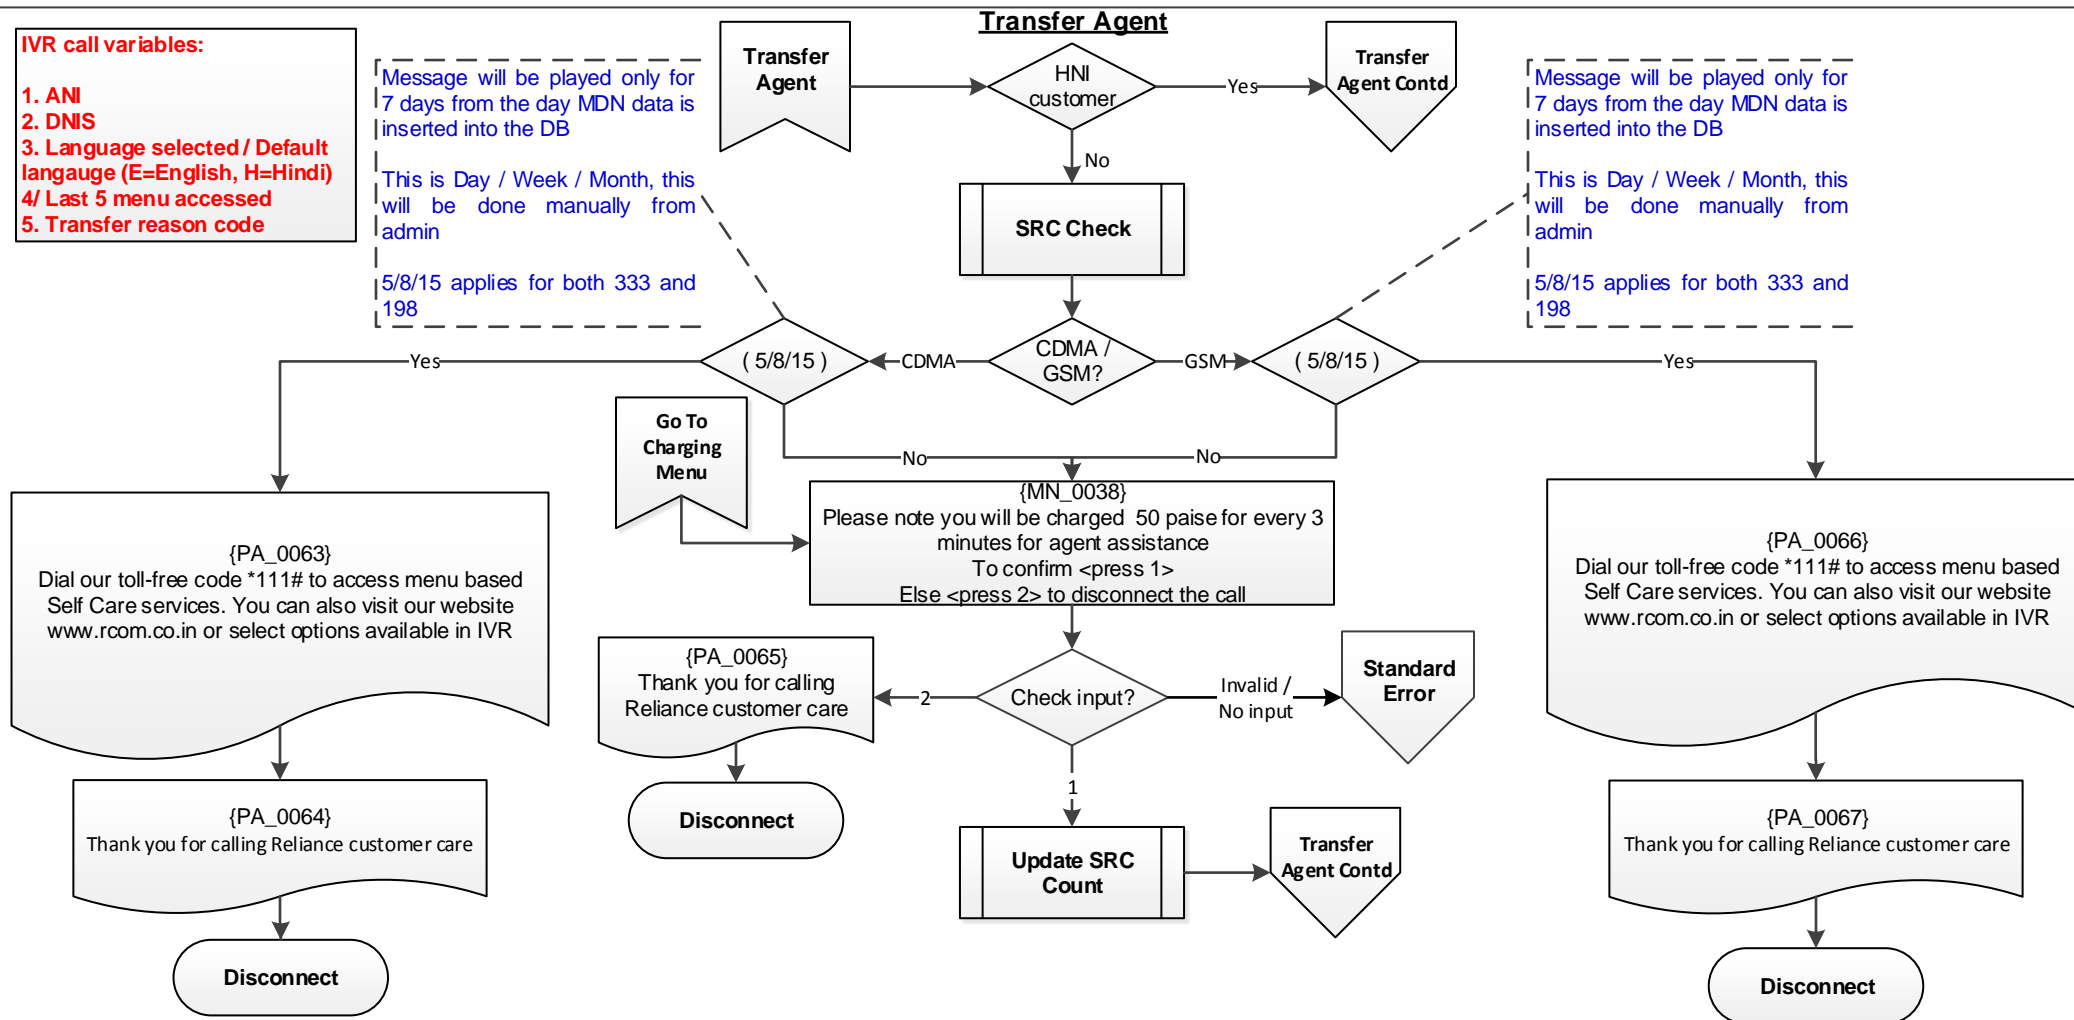 Transfer Agent
IVR call variables:
1. ANI
2. DNIS
3. Language selected / Default
langauge (E=English, H=Hindi)
4/ Last 5 menu accessed
5. Transfer reason code
Message will be played only for
7 days from the day MDN data is
inserted into the DB
This is Day / Week / Month, this
will be done manually from
admin
5/8/15 applies for both 333 and
198
Transfer
Agent
HNI
customer
Yes
Transfer
Agent Contd
Message will be played only for
7 days from the day MDN data is
inserted into the DB
This is Day / Week / Month, this
will be done manually from
admin
5/8/15 applies for both 333 and
198
No
SRC Check
Yes
( 5/8/15 )
CDMA
CDMA /
GSM?
GSM
( 5/8/15 )
Yes
Go To
Charging
Menu
No
No
{MN_0038}
Please note you will be charged 50 paise for every 3
minutes for agent assistance
To confirm <press 1>
Else <press 2> to disconnect the call
{PA_0063}
Dial our toll-free code *111# to access menu based
Self Care services. You can also visit our website
www.rcom.co.in or select options available in IVR
{PA_0066}
Dial our toll-free code *111# to access menu based
Self Care services. You can also visit our website
www.rcom.co.in or select options available in IVR
{PA_0065}
Thank you for calling
Reliance customer care
2
Check input?
Invalid /
No input
Standard
Error
Disconnect
1
{PA_0064}
Thank you for calling Reliance customer care
Update SRC
Count
Transfer
Agent Contd
{PA_0067}
Thank you for calling Reliance customer care
Disconnect
Disconnect